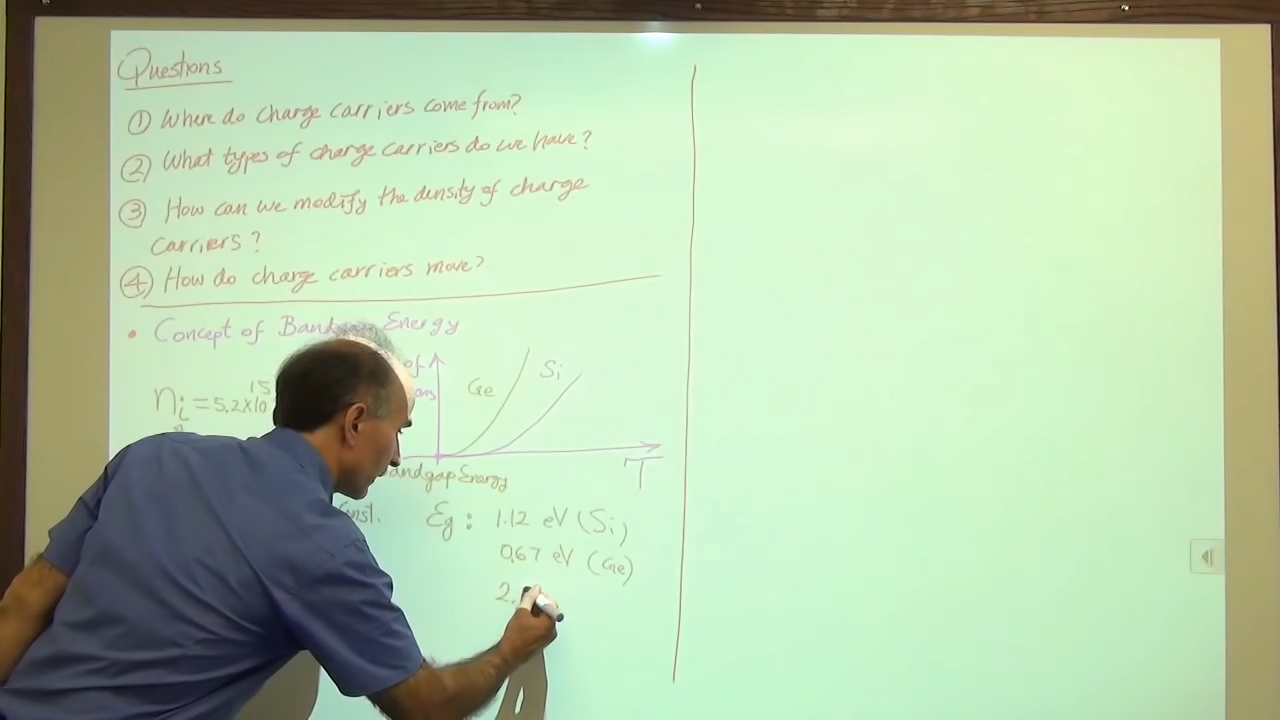 Questions
① Where do charge carriers come from?
② What types of charge carriers do we have?
③ How can we modify the density of charge
carriers?
④ How do charge carriers move?
• Concept of Bandgap Energy
of
Ge
Si
nᵢ = 5.2×10¹⁵
T
Bandgap Energy
Const.
Eg : 1.12 eV (Si)
0.67 eV (Ge)
2.